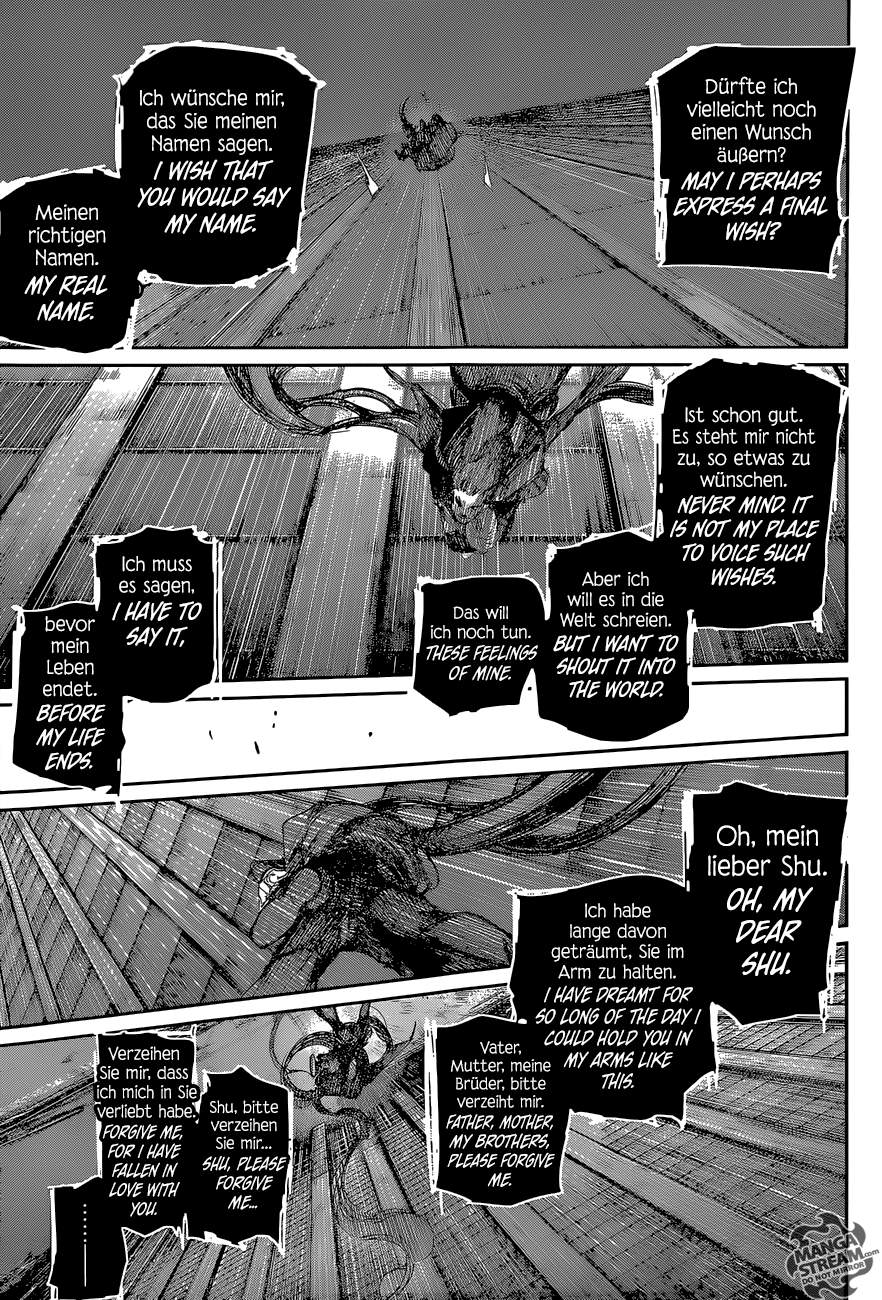 Dürfte ich
vielleicht noch
einen Wunsch
äußern?
MAY I PERHAPS
EXPRESS A FINAL
WISH?
Ich wünsche mir,
das Sie meinen
Namen sagen.
I WISH THAT
YOU WOULD SAY
MY NAME.
Meinen
richtigen
Namen.
MY REAL
NAME.
Ist schon gut.
Es steht mir nicht
zu, so etwas zu
wünschen.
NEVER MIND. IT
IS NOT MY PLACE
TO VOICE SUCH
WISHES.
Aber ich
will es in die
Welt schreien.
BUT I WANT TO
SHOUT IT INTO
THE WORLD.
Das will
ich noch tun.
THESE FEELINGS
OF MINE.
Ich muss
es sagen,
I HAVE TO
SAY IT,
bevor
mein
Leben
endet.
BEFORE
MY LIFE
ENDS.
Oh, mein
lieber Shu.
OH, MY
DEAR
SHU.
Ich habe
lange davon
geträumt, Sie im
Arm zu halten.
I HAVE DREAMT FOR
SO LONG OF THE DAY I
COULD HOLD YOU IN
MY ARMS LIKE
THIS.
Vater,
Mutter, meine
Brüder, bitte
verzeiht mir.
FATHER, MOTHER,
MY BROTHERS,
PLEASE FORGIVE
ME.
Shu, bitte
verzeihen
Sie mir...
SHU, PLEASE
FORGIVE
ME...
Verzeihen
Sie mir, dass
ich mich in Sie
verliebt habe.
FORGIVE ME,
FOR I HAVE
FALLEN IN
LOVE WITH
YOU.
MANGA
STREAM.com
DO NOT MIRROR